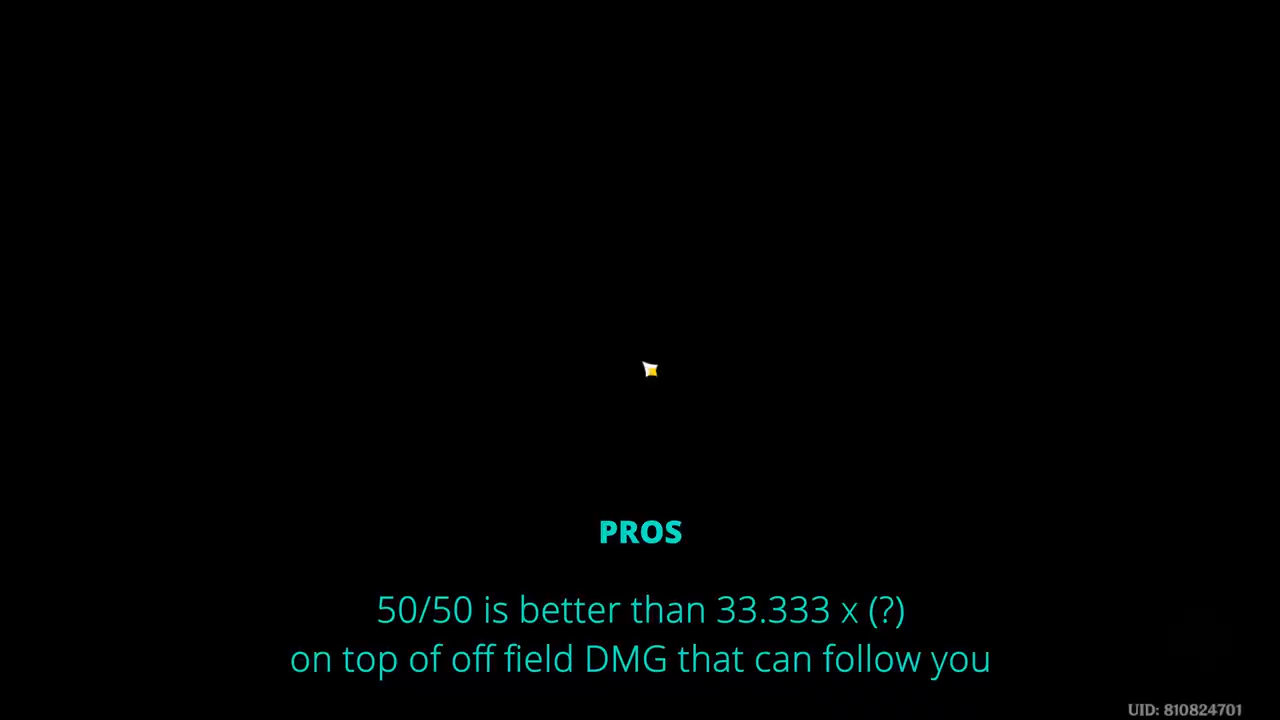 PROS
50/50 is better than 33.333 x (?)
on top of off field DMG that can follow you
UID: 810824701